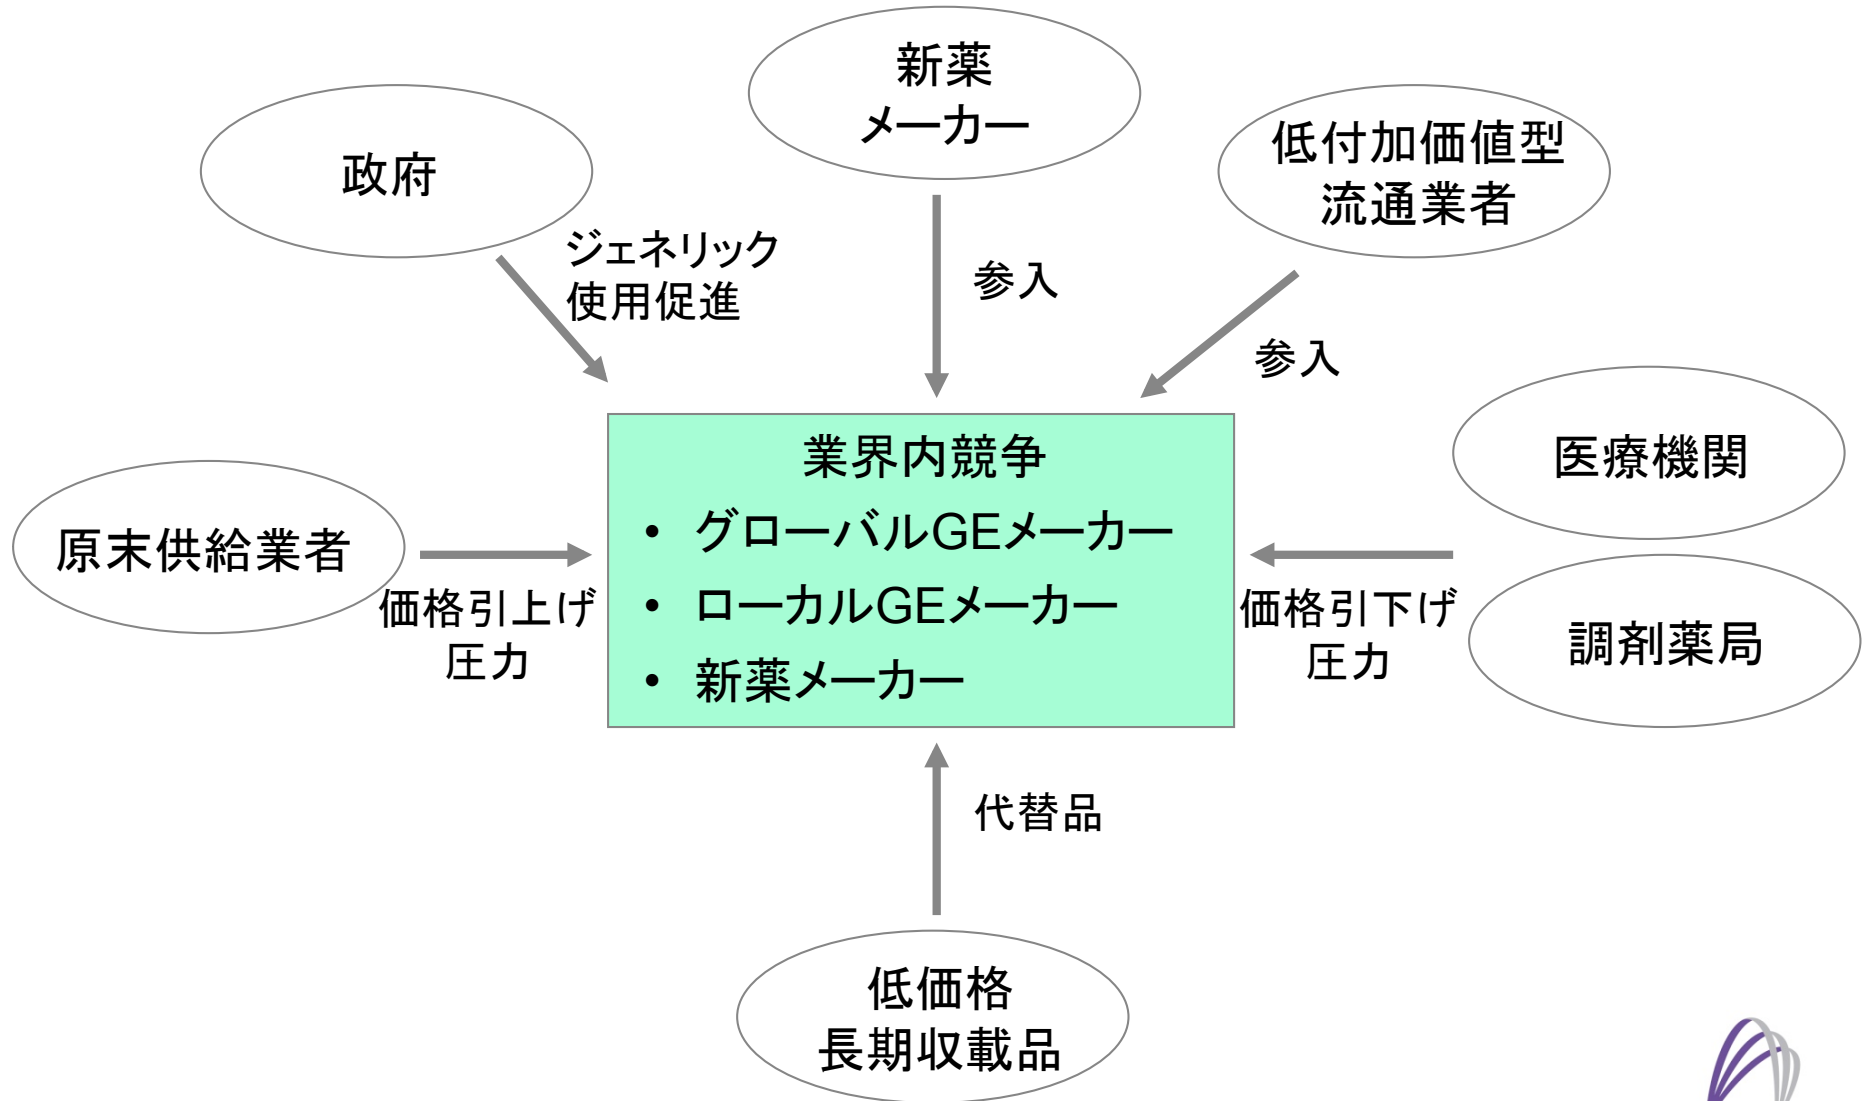 新薬
メーカー
政府
低付加価値型
流通業者
ジェネリック
使用促進
参入
参入
業界内競争
• グローバルGEメーカー
• ローカルGEメーカー
• 新薬メーカー
原末供給業者
価格引上げ
圧力
医療機関
調剤薬局
価格引下げ
圧力
代替品
低価格
長期収載品